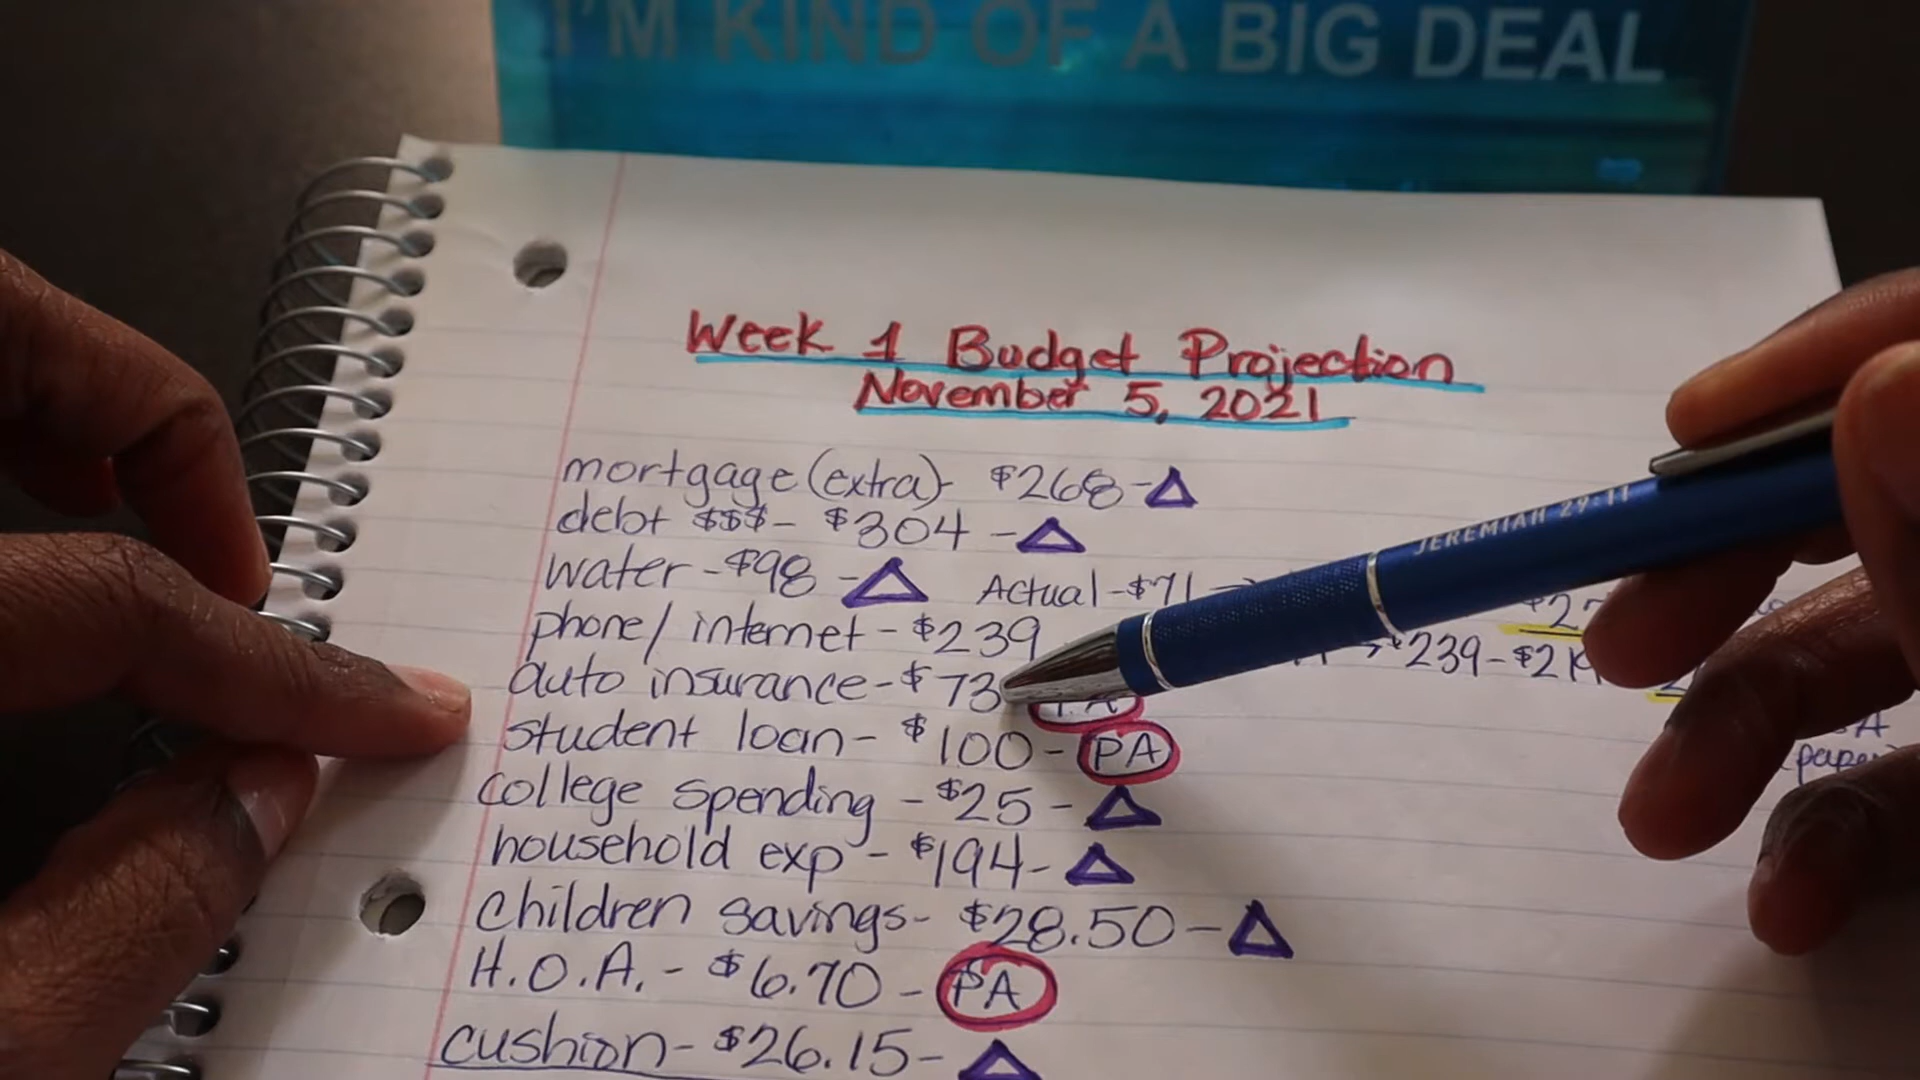 I'M KIND OF A BIG DEAL
Week 1 Budget Projection
November 5, 2021
mortgage (extra)- $268-
debt $$$- $304 -
water-$98 - Actual-$71
phone/ internet-$239 $239-$21
auto insurance-$73
student loan- $100- PA
college spending -$25-
household exp - $194-
children savings- $28.50-
H.O.A.- $6.70- PA
cushion- $26.15-
JEREMIAH 29:11